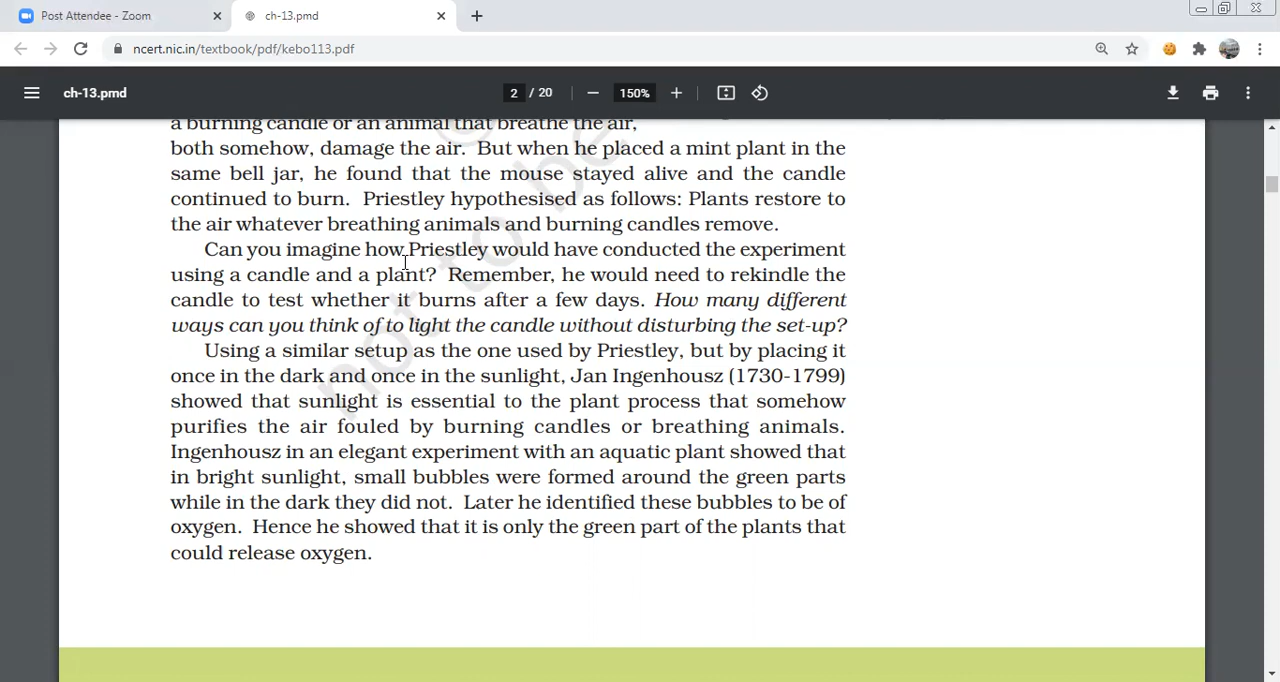 Post Attendee - Zoom
ch-13.pmd
ncert.nic.in/textbook/pdf/kebo113.pdf
ch-13.pmd
2 / 20
150%
a burning candle or an animal that breathe the air,
both somehow, damage the air. But when he placed a mint plant in the
same bell jar, he found that the mouse stayed alive and the candle
continued to burn. Priestley hypothesised as follows: Plants restore to
the air whatever breathing animals and burning candles remove.
Can you imagine how Priestley would have conducted the experiment
using a candle and a plant? Remember, he would need to rekindle the
candle to test whether it burns after a few days. How many different
ways can you think of to light the candle without disturbing the set-up?
Using a similar setup as the one used by Priestley, but by placing it
once in the dark and once in the sunlight, Jan Ingenhousz (1730-1799)
showed that sunlight is essential to the plant process that somehow
purifies the air fouled by burning candles or breathing animals.
Ingenhousz in an elegant experiment with an aquatic plant showed that
in bright sunlight, small bubbles were formed around the green parts
while in the dark they did not. Later he identified these bubbles to be of
oxygen. Hence he showed that it is only the green part of the plants that
could release oxygen.
not to be